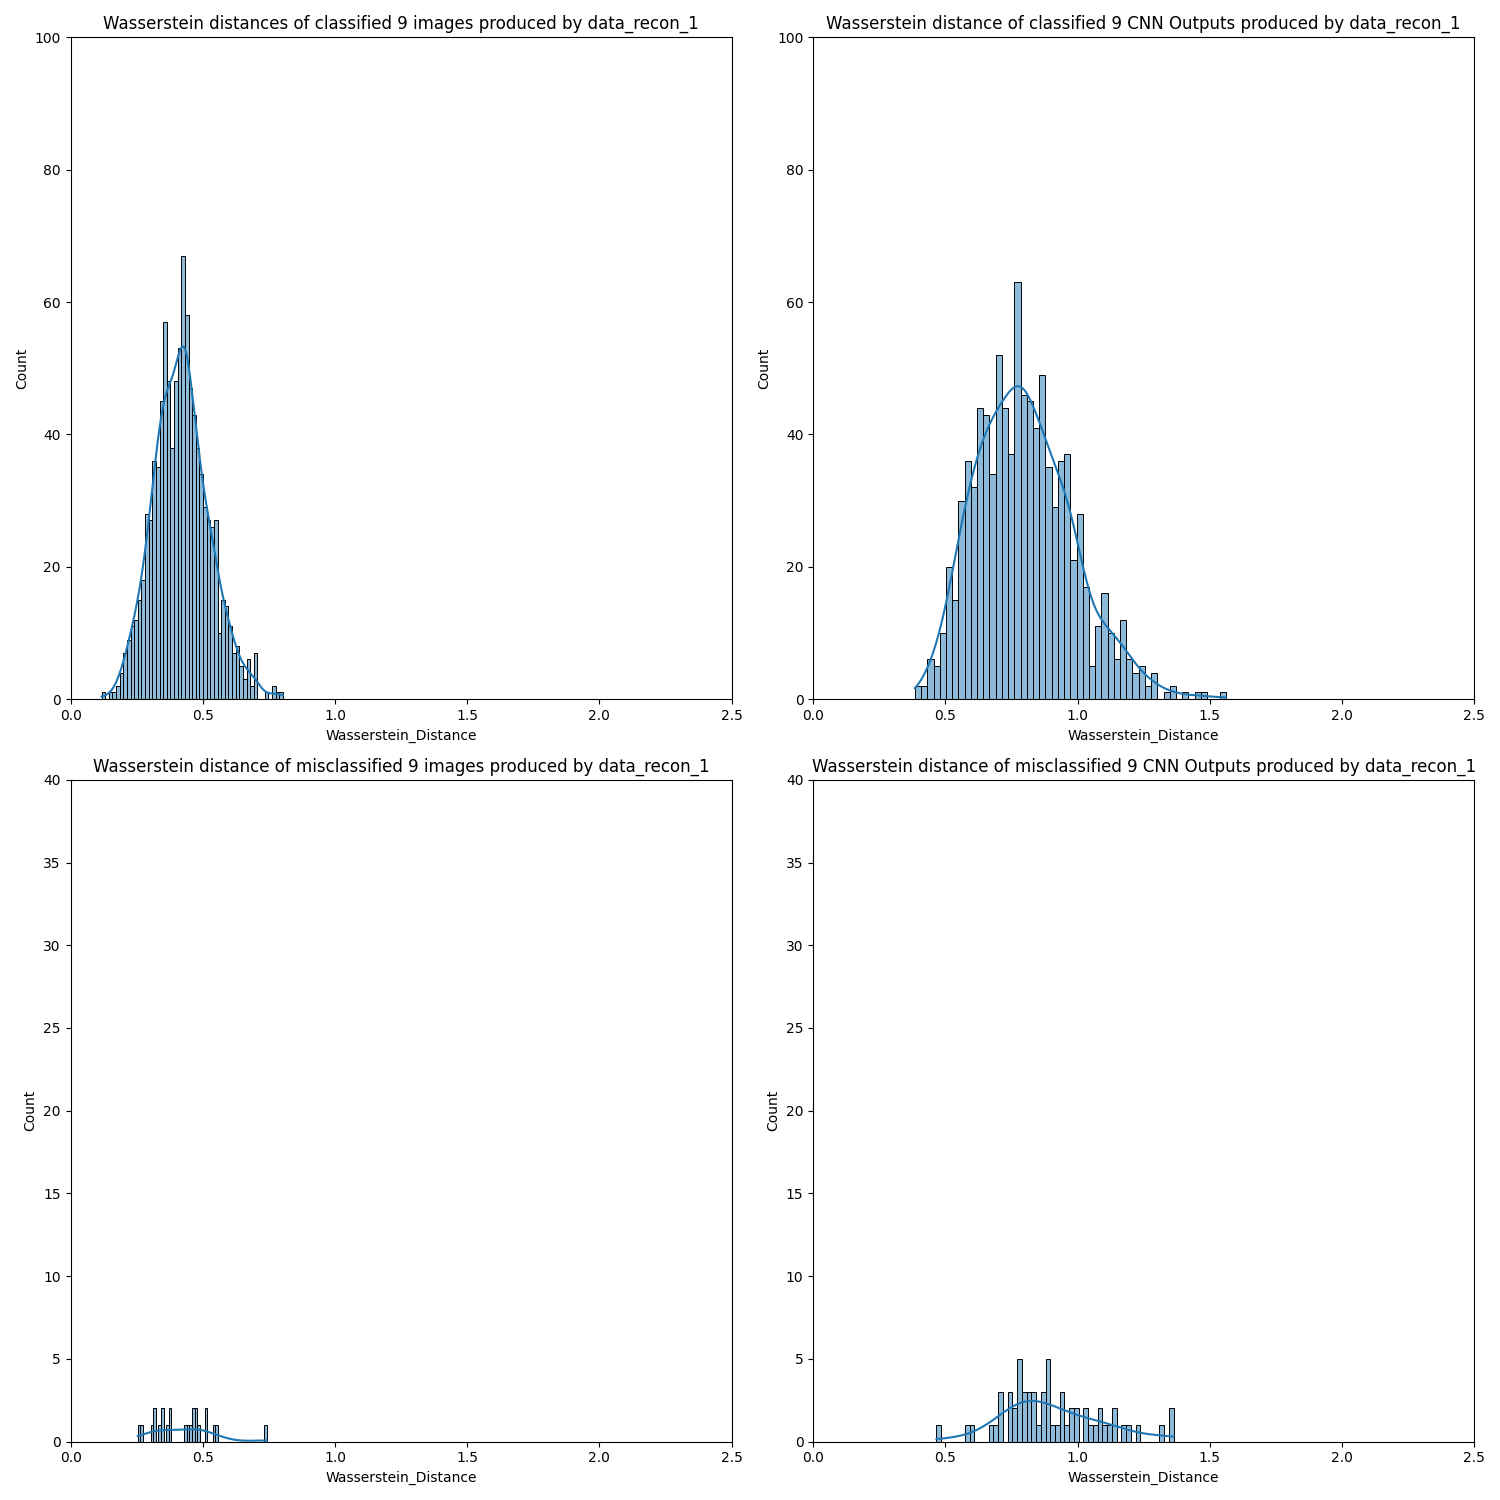 Wasserstein distances of classified 9 images produced by data_recon_1
100
80
60
40
20
0
Count
0.0 0.5 1.0 1.5 2.0 2.5
Wasserstein_Distance
Wasserstein distance of classified 9 CNN Outputs produced by data_recon_1
100
80
60
40
20
0
Count
0.0 0.5 1.0 1.5 2.0 2.5
Wasserstein_Distance
Wasserstein distance of misclassified 9 images produced by data_recon_1
40
35
30
25
20
15
10
5
0
Count
0.0 0.5 1.0 1.5 2.0 2.5
Wasserstein_Distance
Wasserstein distance of misclassified 9 CNN Outputs produced by data_recon_1
40
35
30
25
20
15
10
5
0
Count
0.0 0.5 1.0 1.5 2.0 2.5
Wasserstein_Distance